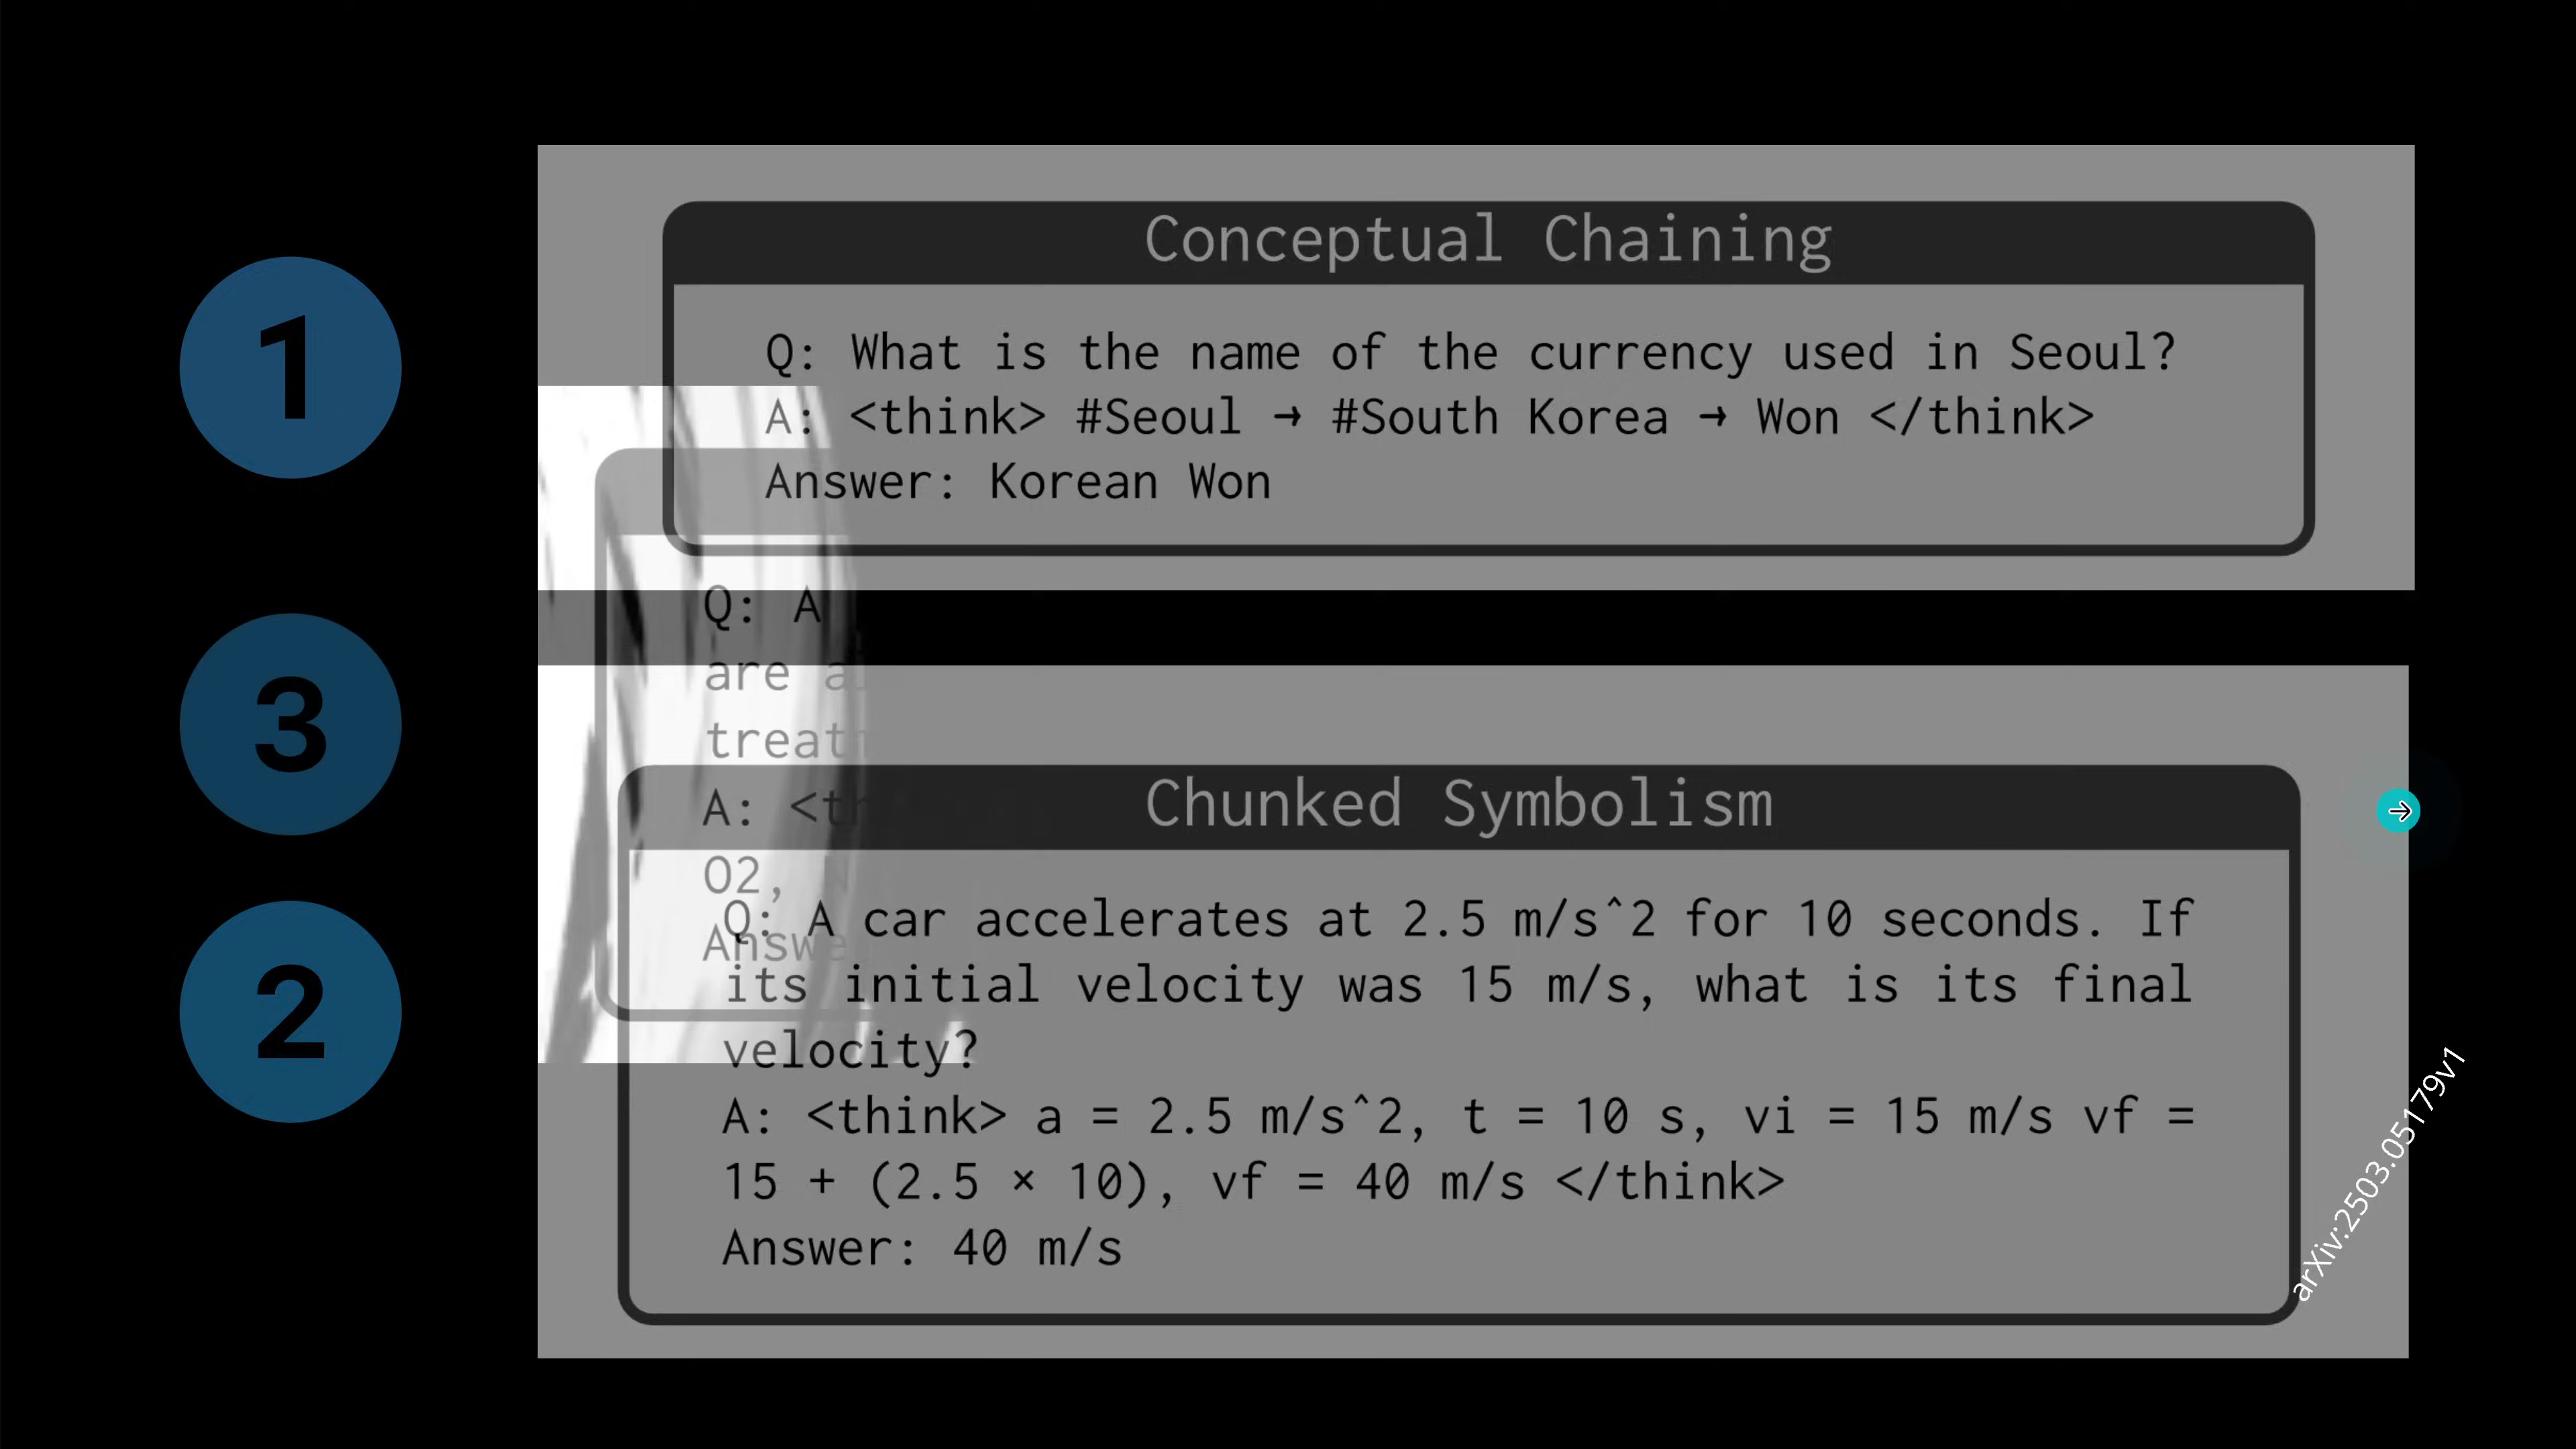 1
Conceptual Chaining
Q: What is the name of the currency used in Seoul?
A: <think> #Seoul → #South Korea → Won </think>
Answer: Korean Won
3
Q: A
are
treat
A: <th
O2,
Answe
2
Chunked Symbolism
Q: A car accelerates at 2.5 m/s^2 for 10 seconds. If
its initial velocity was 15 m/s, what is its final
velocity?
A: <think> a = 2.5 m/s^2, t = 10 s, vi = 15 m/s vf =
15 + (2.5 × 10), vf = 40 m/s </think>
Answer: 40 m/s
arXiv:2503.05179v1